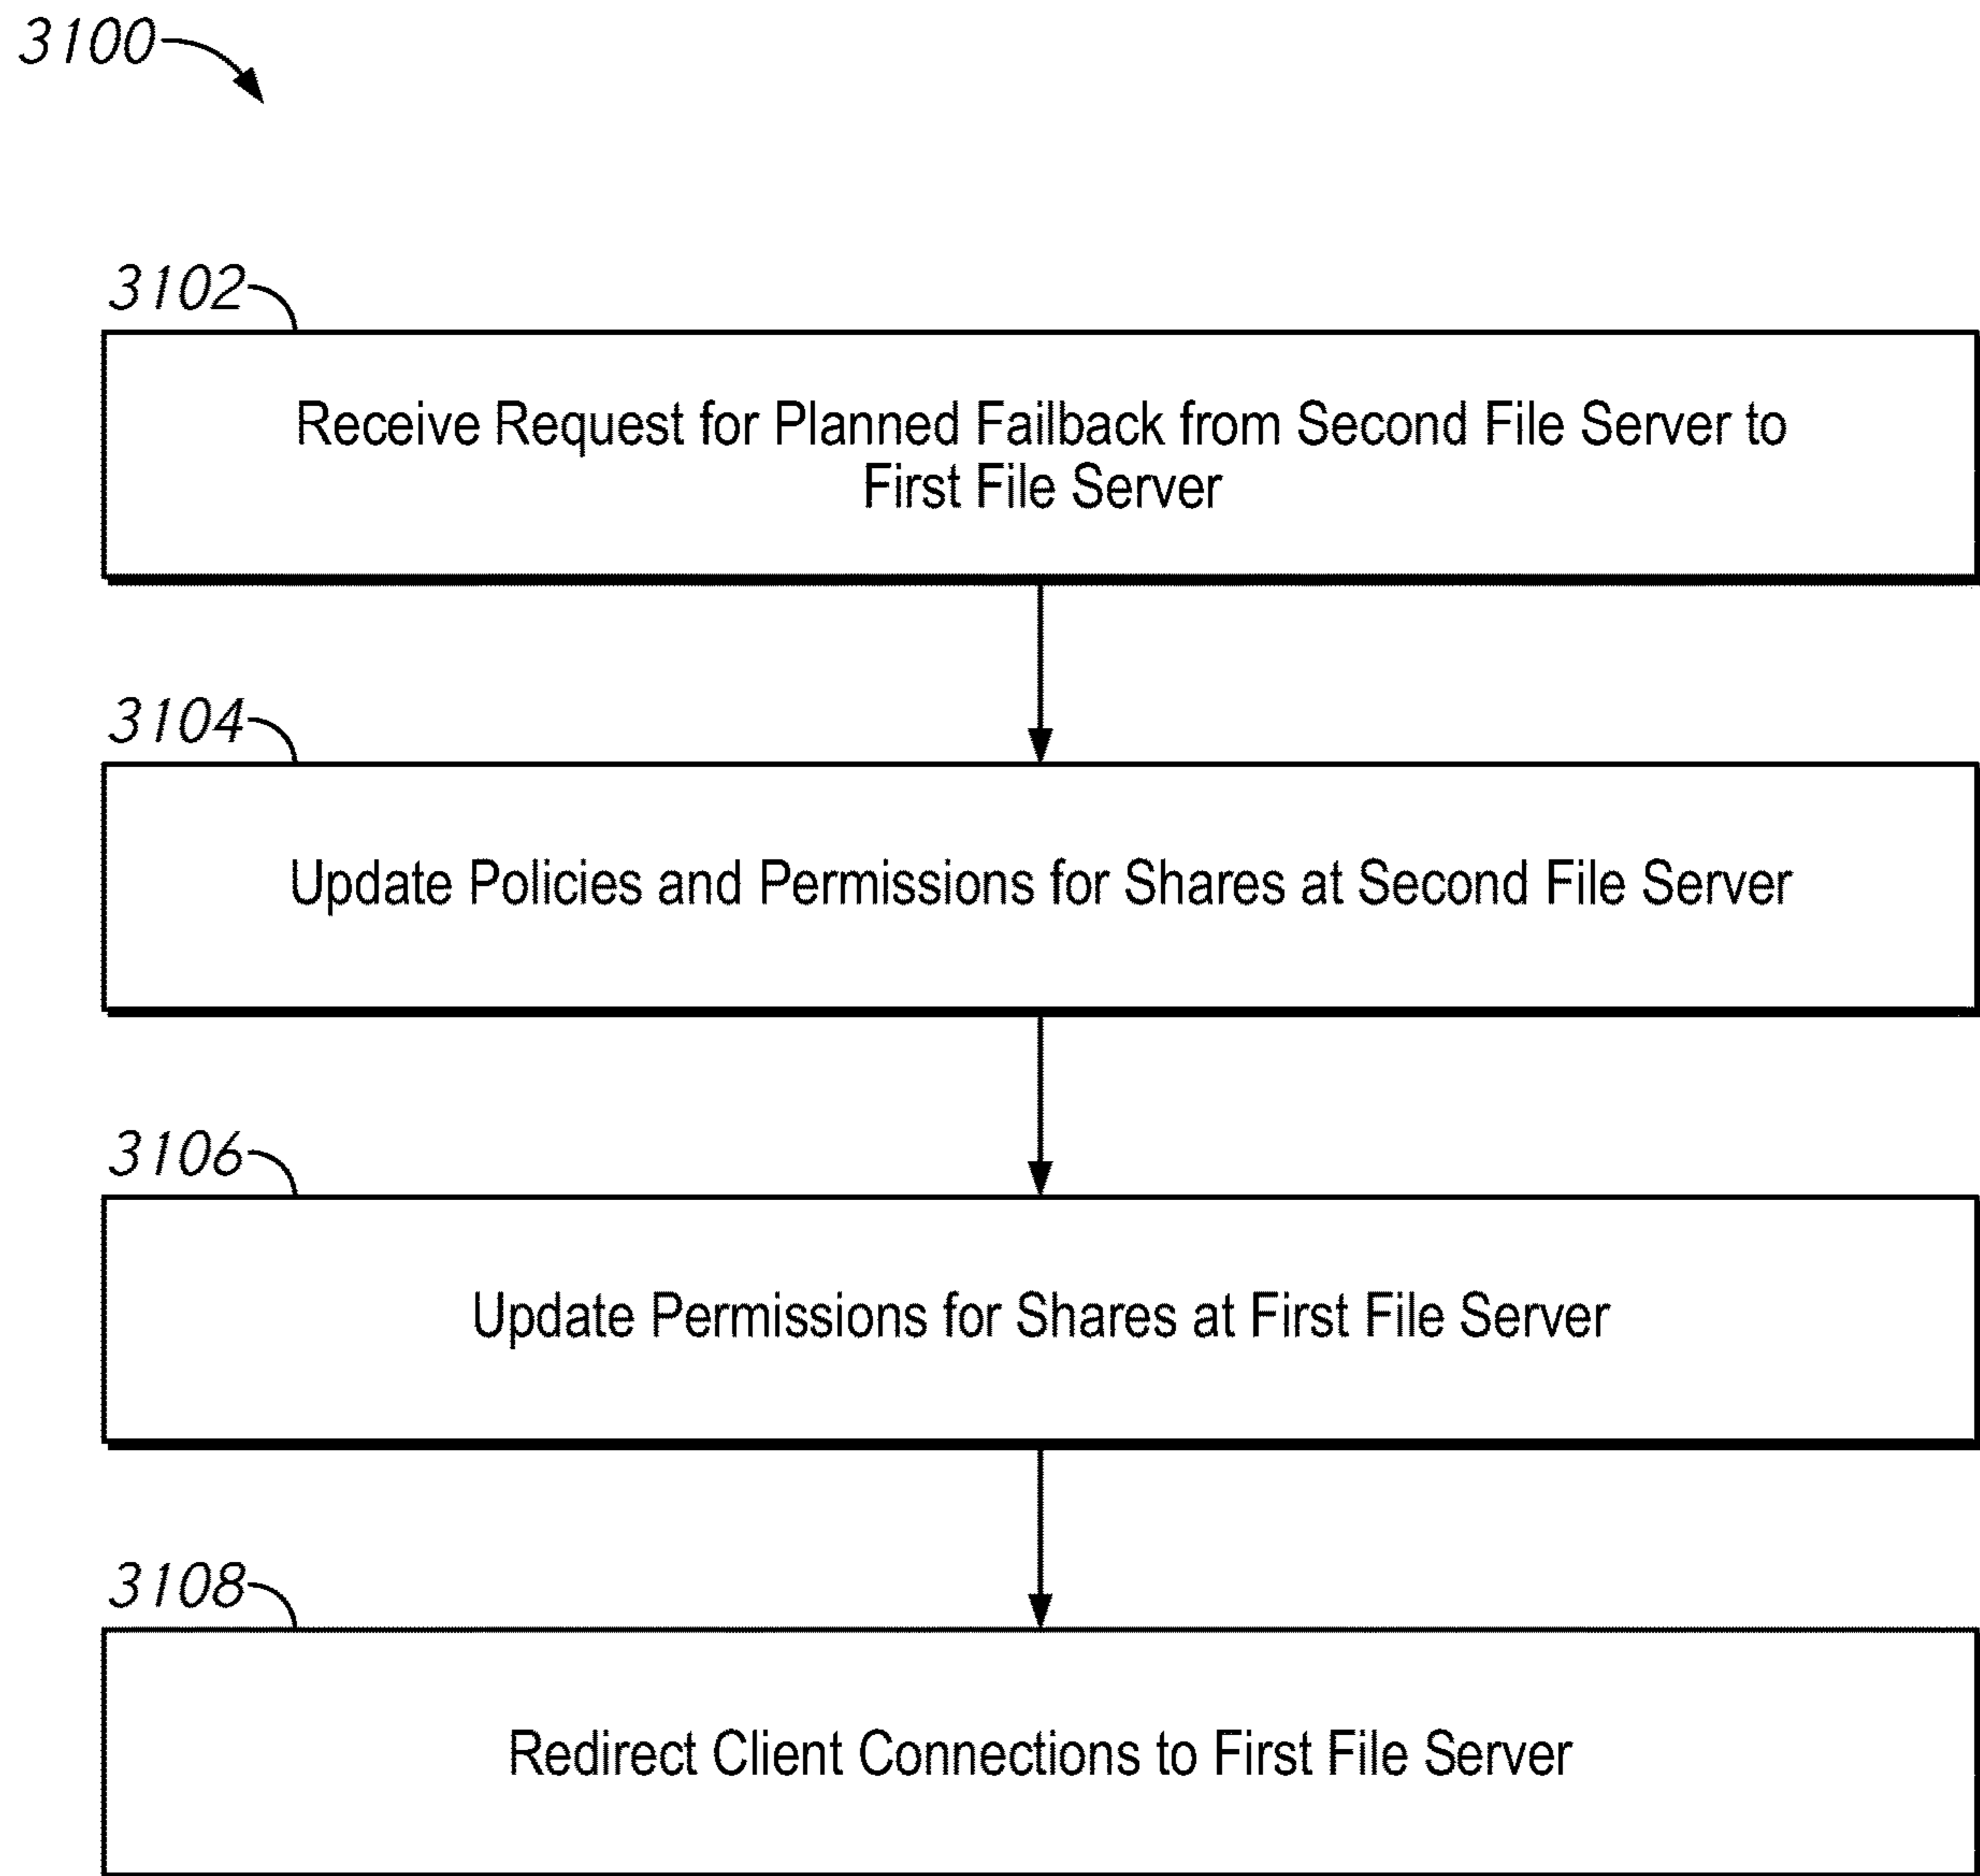 3100
3102
Receive Request for Planned Failback from Second File Server to
First File Server
3104
Update Policies and Permissions for Shares at Second File Server
3106
Update Permissions for Shares at First File Server
3108
Redirect Client Connections to First File Server